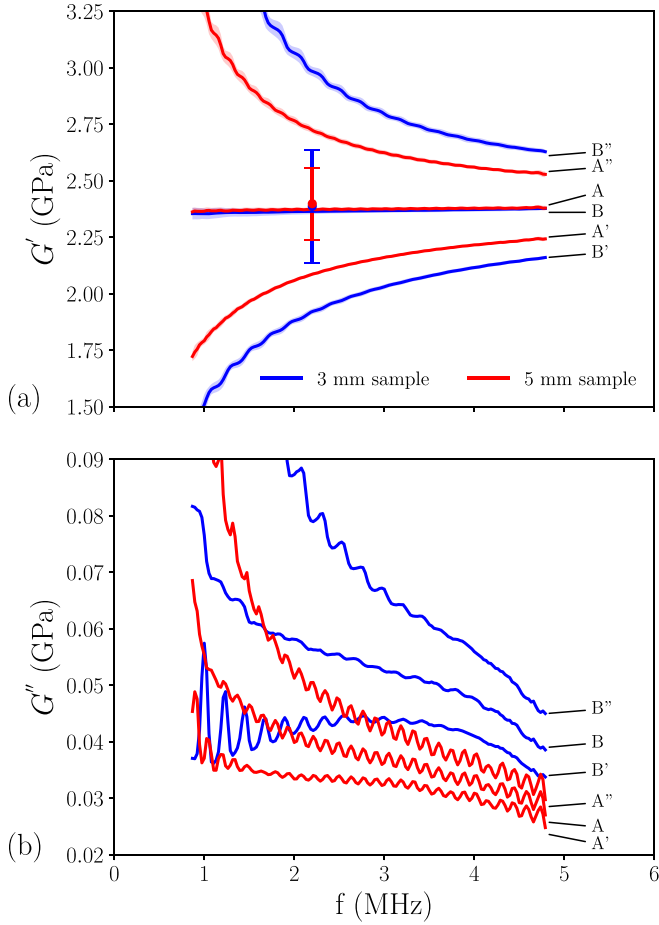 3.25
3.00
2.75
2.50
2.25
2.00
1.75
1.50
G′ (GPa)
B”
A”
A
B
A’
B’
3 mm sample
5 mm sample
(a)
0.09
0.08
0.07
0.06
0.05
0.04
0.03
0.02
G″ (GPa)
B”
B
B’
A”
A
A’
(b)
0
1
2
3
4
5
6
f (MHz)